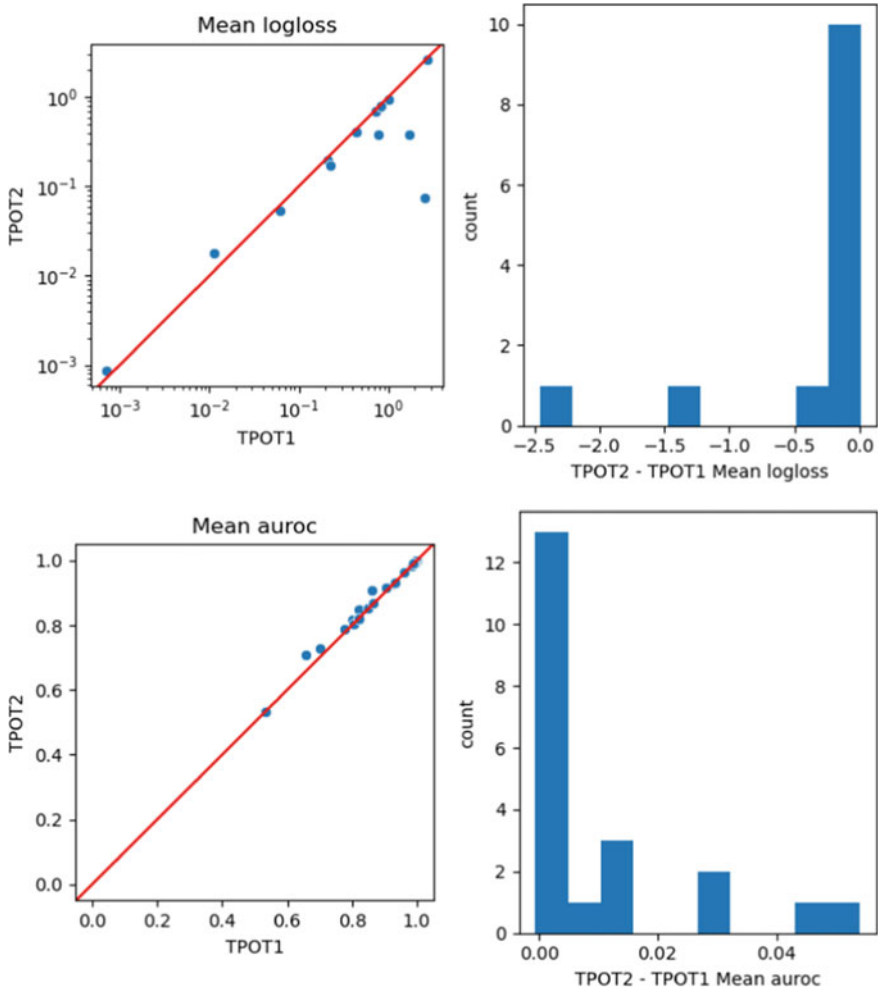 Mean logloss
10⁰
10⁻¹
10⁻²
10⁻³
TPOT2
10⁻³ 10⁻² 10⁻¹ 10⁰
TPOT1
10
8
6
4
2
0
count
−2.5 −2.0 −1.5 −1.0 −0.5 0.0
TPOT2 - TPOT1 Mean logloss
Mean auroc
1.0
0.8
0.6
0.4
0.2
0.0
TPOT2
0.0 0.2 0.4 0.6 0.8 1.0
TPOT1
12
10
8
6
4
2
0
count
0.00 0.02 0.04
TPOT2 - TPOT1 Mean auroc